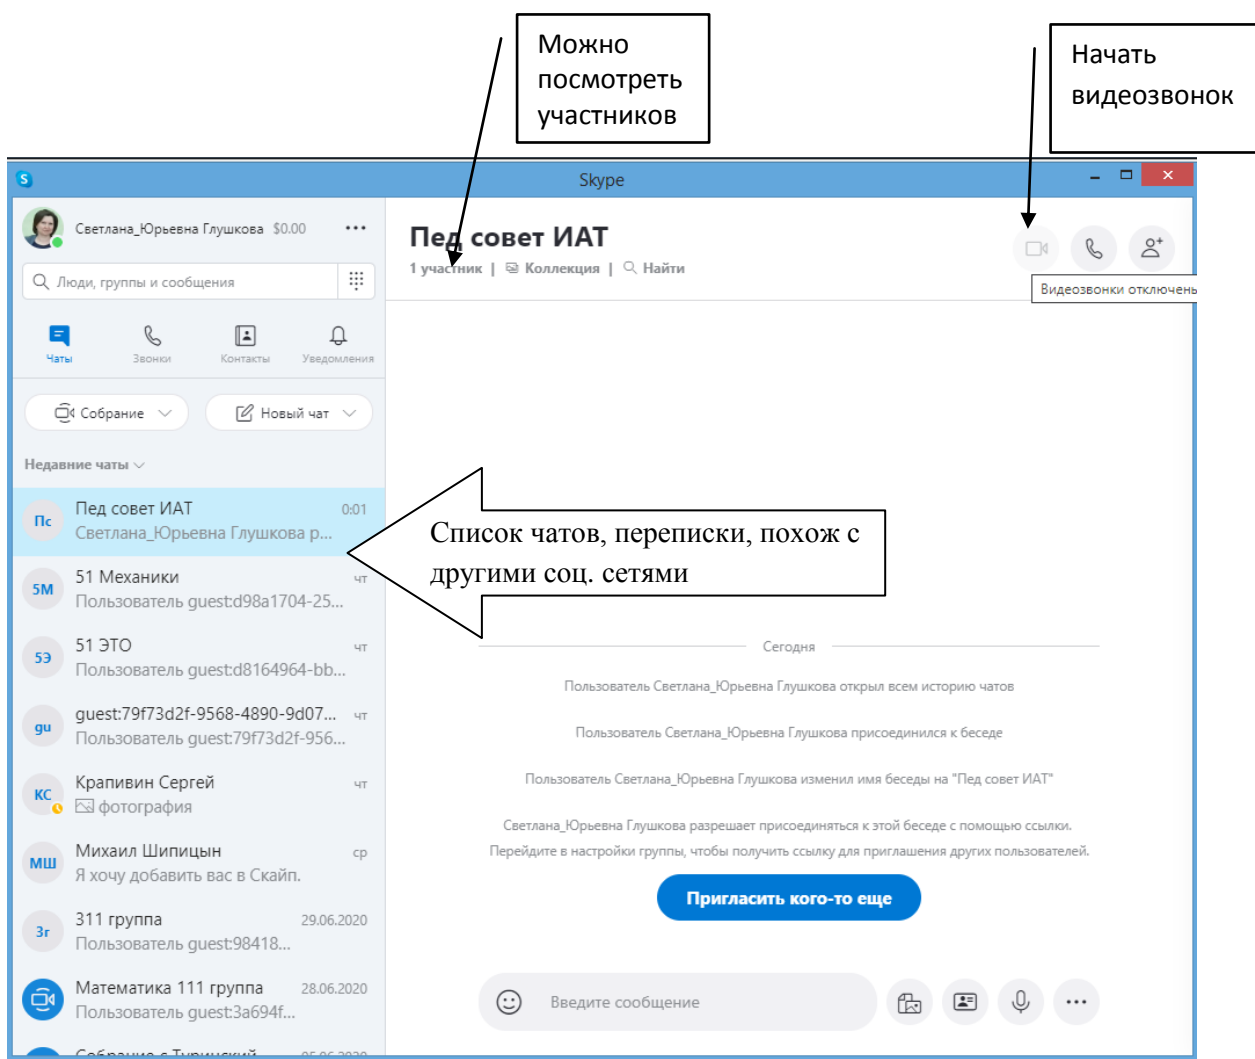 Можно
посмотреть
участников
Начать
видеозвонок
Skype
Светлана_Юрьевна Глушкова $0.00
Люди, группы и сообщения
Чаты
Звонки
Контакты
Уведомления
Собрание
Новый чат
Недавние чаты
Пс
Пед совет ИАТ 0:01
Светлана_Юрьевна Глушкова р...
5М
51 Механики чт
Пользователь guest:d98a1704-25...
5Э
51 ЭТО чт
Пользователь guest:d8164964-bb...
gu
guest:79f73d2f-9568-4890-9d07... чт
Пользователь guest:79f73d2f-956...
КС
Крапивин Сергей чт
фотография
МШ
Михаил Шипицын ср
Я хочу добавить вас в Скайп.
3г
311 группа 29.06.2020
Пользователь guest:98418...
Математика 111 группа 28.06.2020
Пользователь guest:3a694f...
Пед совет ИАТ
1 участник | Коллекция | Найти
Видеозвонки отключены
Список чатов, переписки, похож с
другими соц. сетями
Сегодня
Пользователь Светлана_Юрьевна Глушкова открыл всем историю чатов
Пользователь Светлана_Юрьевна Глушкова присоединился к беседе
Пользователь Светлана_Юрьевна Глушкова изменил имя беседы на "Пед совет ИАТ"
Светлана_Юрьевна Глушкова разрешает присоединяться к этой беседе с помощью ссылки.
Перейдите в настройки группы, чтобы получить ссылку для приглашения других пользователей.
Пригласить кого-то еще
Введите сообщение